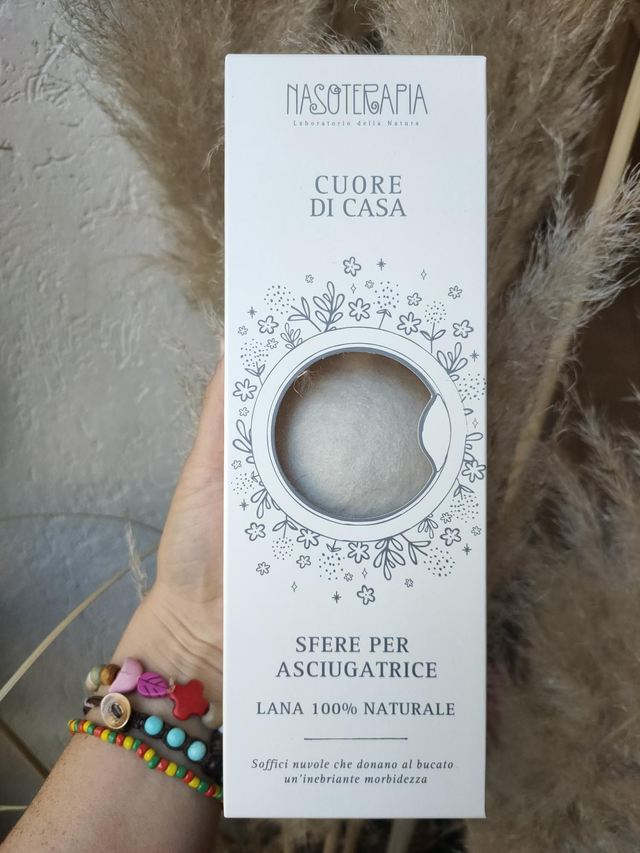 NASOTERAPIA
Laboratorio della Natura
CUORE
DI CASA
SFERE PER
ASCIUGATRICE
LANA 100% NATURALE
Soffici nuvole che donano al bucato
un'inebriante morbidezza